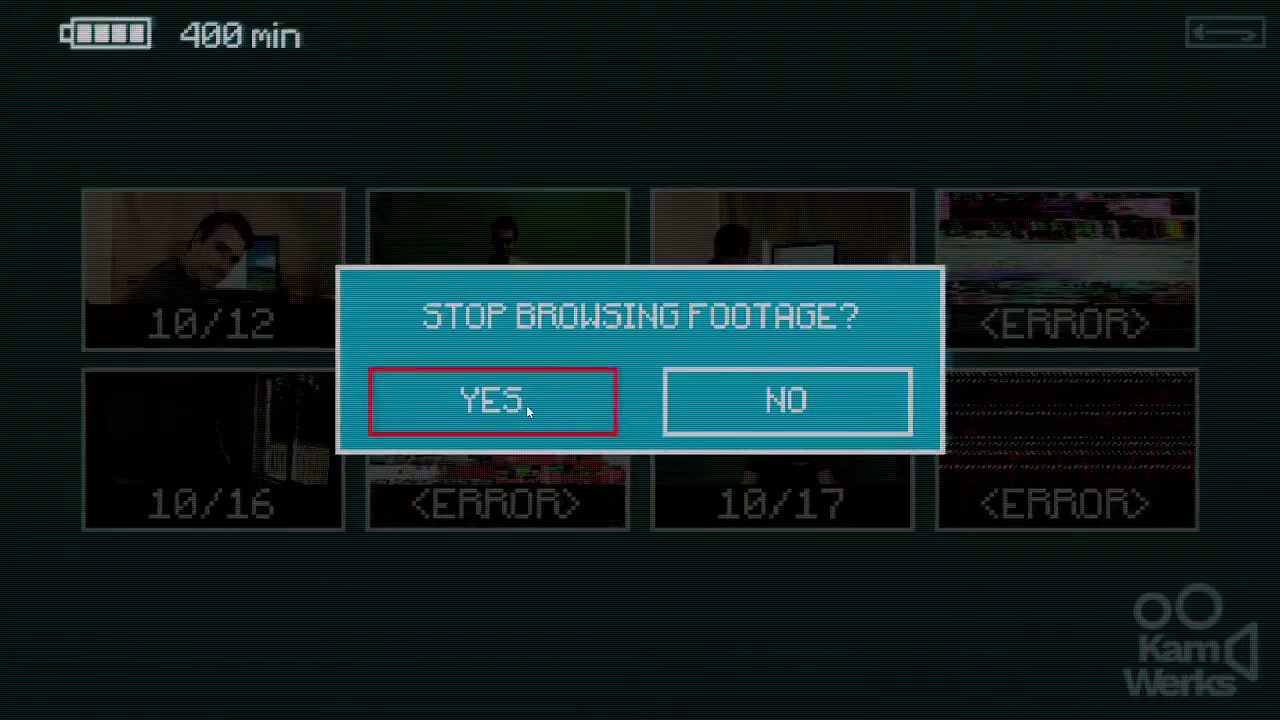 400 min
STOP BROWSING FOOTAGE?
YES
NO
10/12
<ERROR>
10/16
<ERROR>
10/17
<ERROR>
Kam
Werks